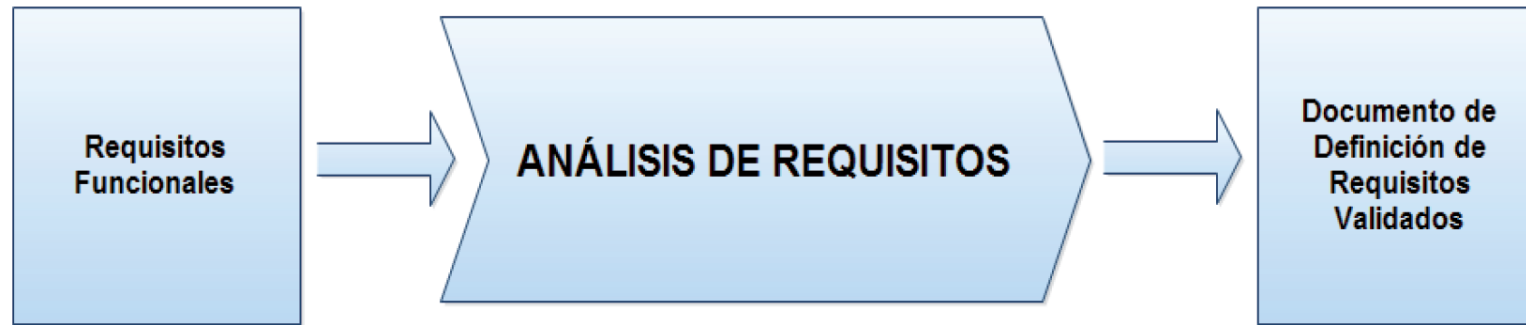 Requisitos
Funcionales
ANÁLISIS DE REQUISITOS
Documento de
Definición de
Requisitos
Validados